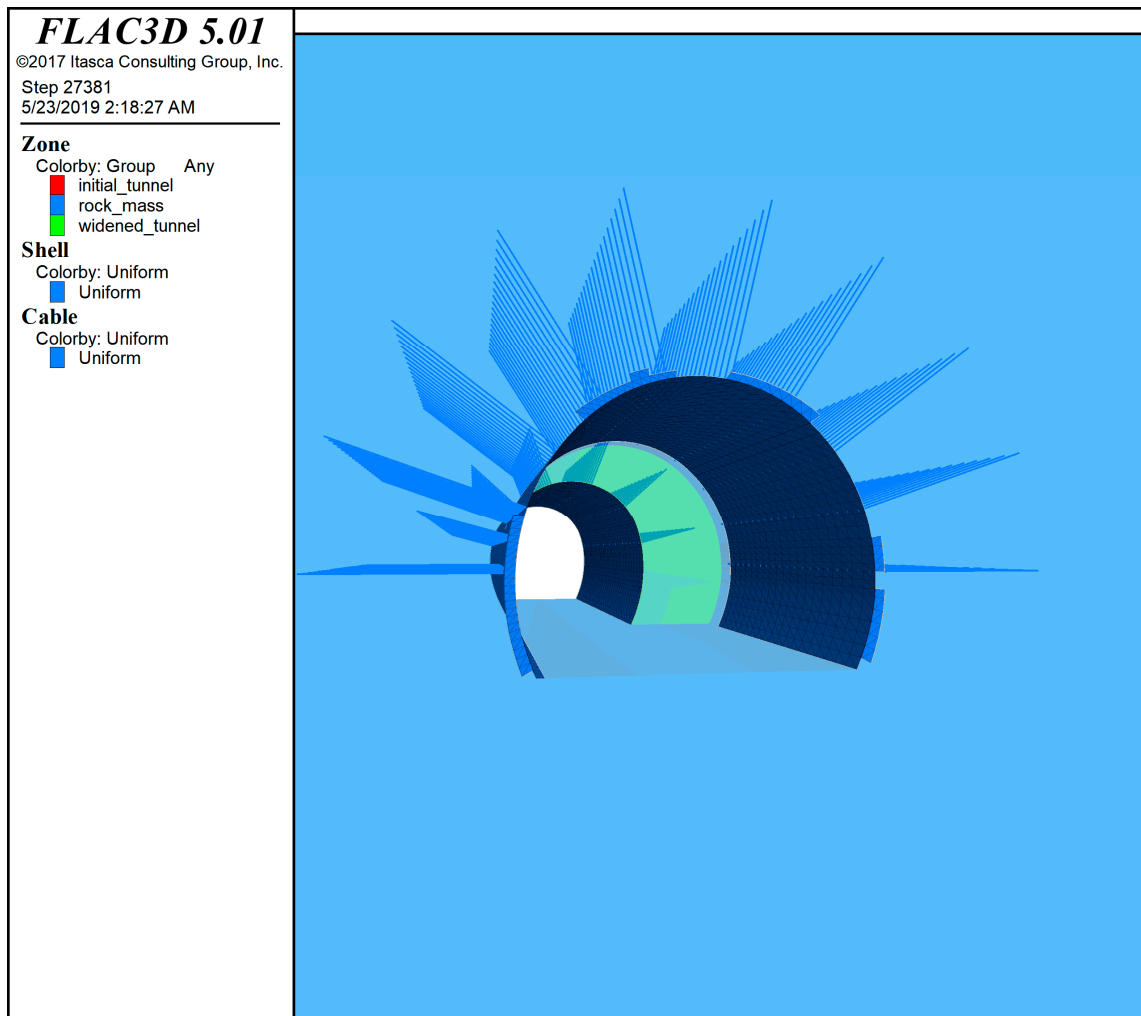 FLAC3D 5.01
©2017 Itasca Consulting Group, Inc.
Step 27381
5/23/2019 2:18:27 AM
Zone
Colorby: Group Any
initial_tunnel
rock_mass
widened_tunnel
Shell
Colorby: Uniform
Uniform
Cable
Colorby: Uniform
Uniform